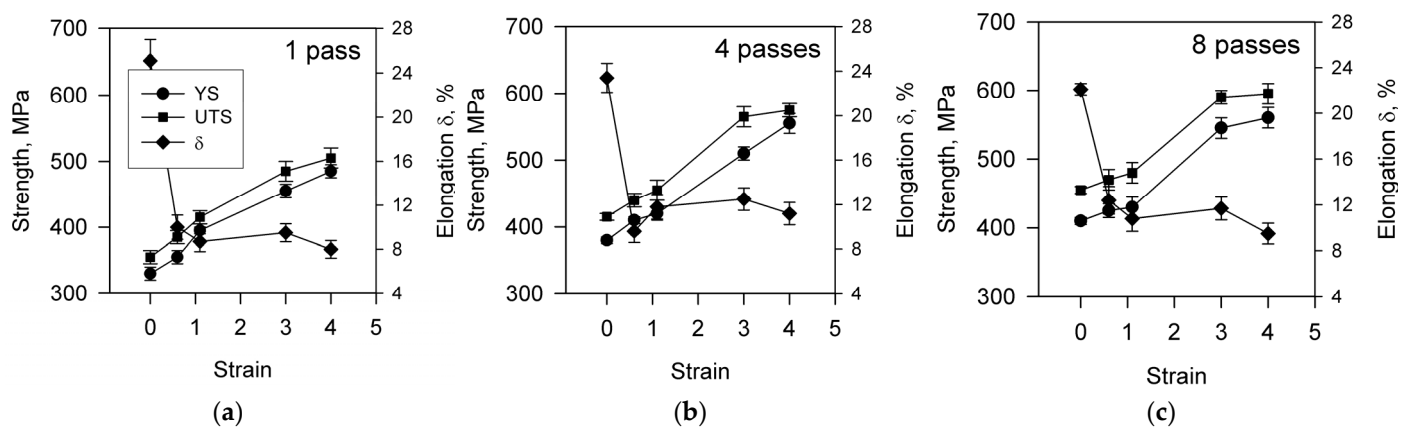 1 pass
700
600
500
400
300
28
24
20
16
12
8
4
0 1 2 3 4 5
YS
UTS
δ
Strength, MPa
Elongation δ, %
Strain
(a)
4 passes
700
600
500
400
300
28
24
20
16
12
8
4
0 1 2 3 4 5
Strength, MPa
Elongation δ, %
Strain
(b)
8 passes
700
600
500
400
300
28
24
20
16
12
8
4
0 1 2 3 4 5
Strength, MPa
Elongation δ, %
Strain
(c)